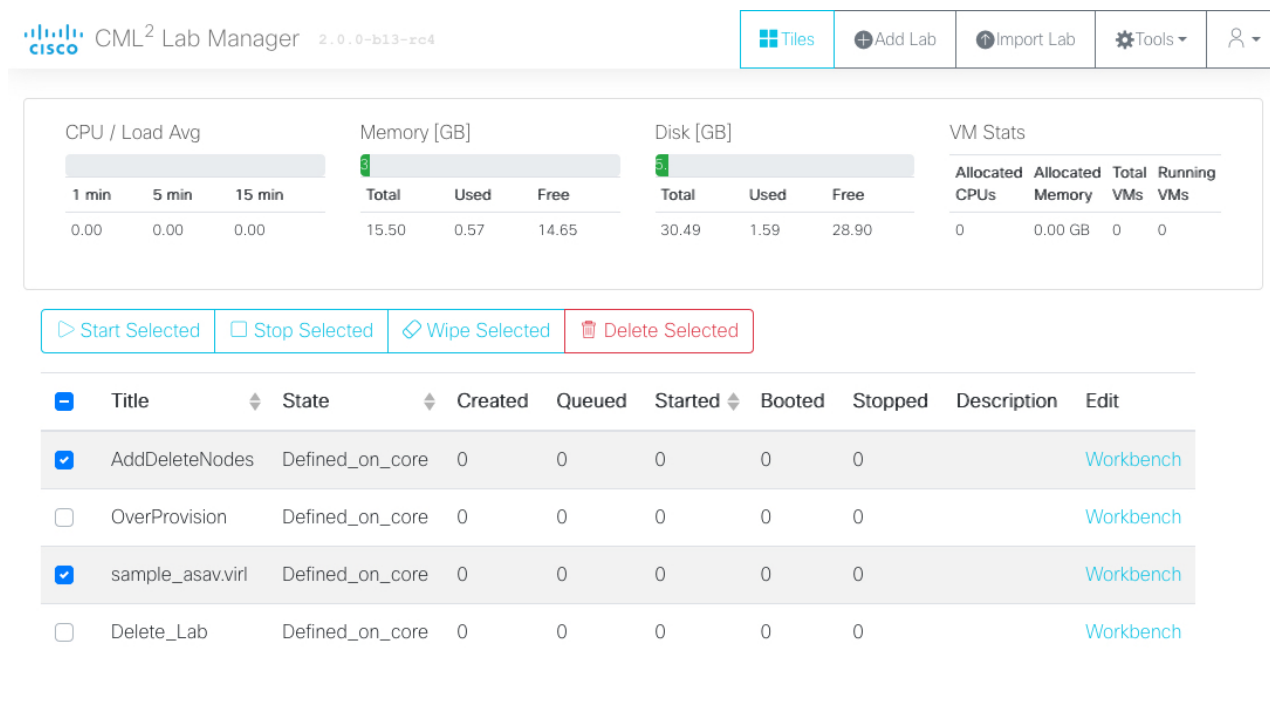 CISCO CML2 Lab Manager 2.0.0-b13-rc4 Tiles Add Lab Import Lab Tools
CPU / Load Avg Memory [GB] Disk [GB] VM Stats
3 5.
Allocated CPUs Allocated Memory Total VMs Running VMs
1 min 5 min 15 min Total Used Free Total Used Free
0.00 0.00 0.00 15.50 0.57 14.65 30.49 1.59 28.90 0 0.00 GB 0 0
Start Selected Stop Selected Wipe Selected Delete Selected
Title State Created Queued Started Booted Stopped Description Edit
AddDeleteNodes Defined_on_core 0 0 0 0 0 Workbench
OverProvision Defined_on_core 0 0 0 0 0 Workbench
sample_asav.virl Defined_on_core 0 0 0 0 0 Workbench
Delete_Lab Defined_on_core 0 0 0 0 0 Workbench